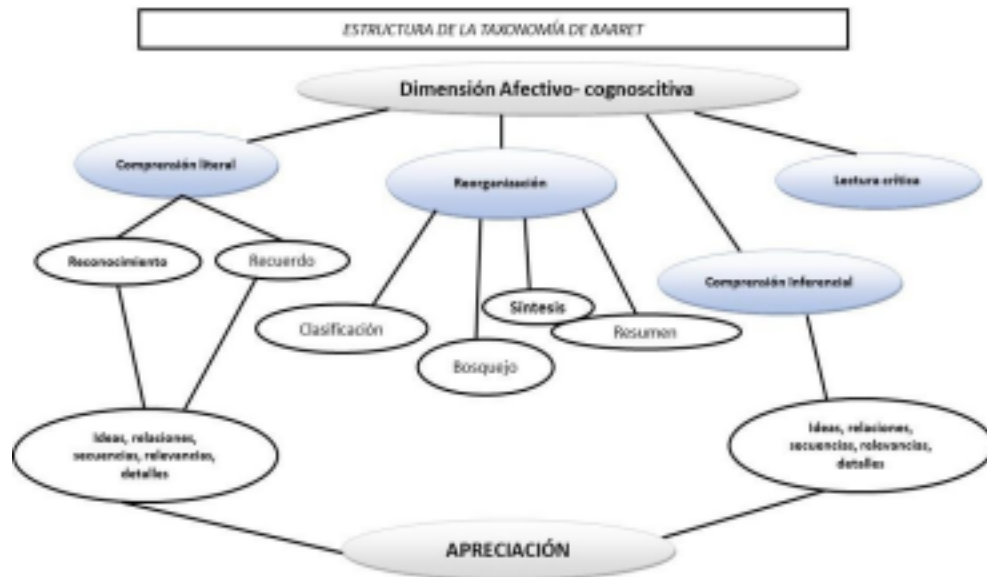 ESTRUCTURA DE LA TAXONOMÍA DE BARRET
Dimensión Afectivo- cognoscitiva
Comprensión literal
Reorganización
Lectura crítica
Reconocimiento
Recuerdo
Comprensión Inferencial
Síntesis
Clasificación
Resumen
Bosquejo
Ideas, relaciones,
secuencias, relevancias,
detalles
Ideas, relaciones,
secuencias, relevancias,
detalles
APRECIACIÓN